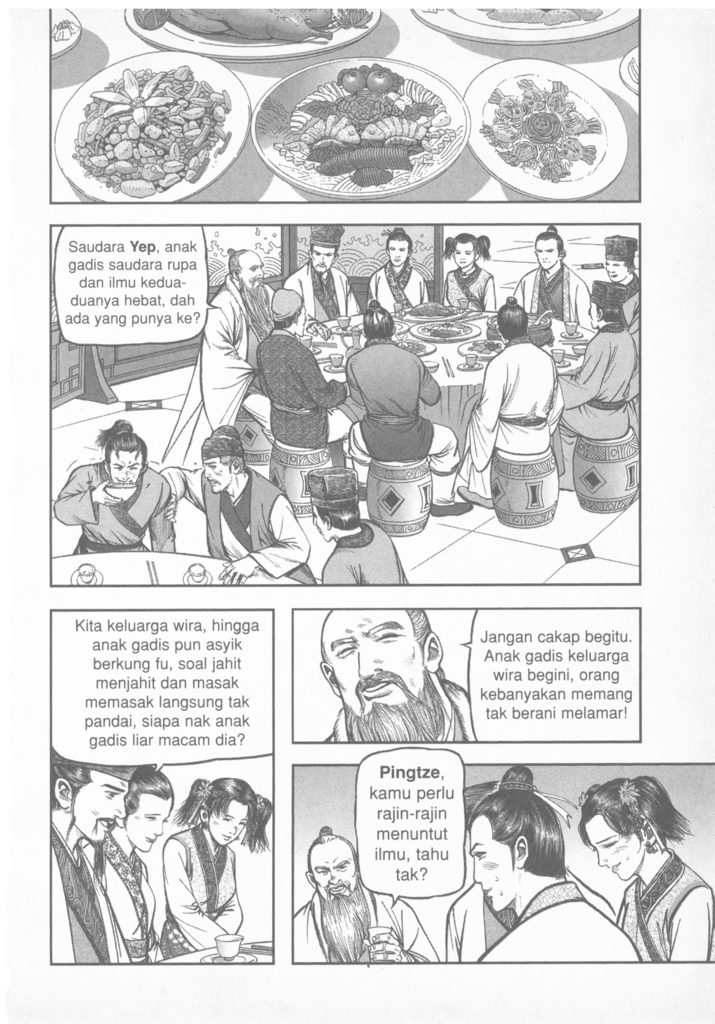 Saudara Yep, anak
gadis saudara rupa
dan ilmu kedua-
duanya hebat, dah
ada yang punya ke?
Kita keluarga wira, hingga
anak gadis pun asyik
berkung fu, soal jahit
menjahit dan masak
memasak langsung tak
pandai, siapa nak anak
gadis liar macam dia?
Jangan cakap begitu.
Anak gadis keluarga
wira begini, orang
kebanyakan memang
tak berani melamar!
Pingtze,
kamu perlu
rajin-rajin
menuntut
ilmu, tahu
tak?